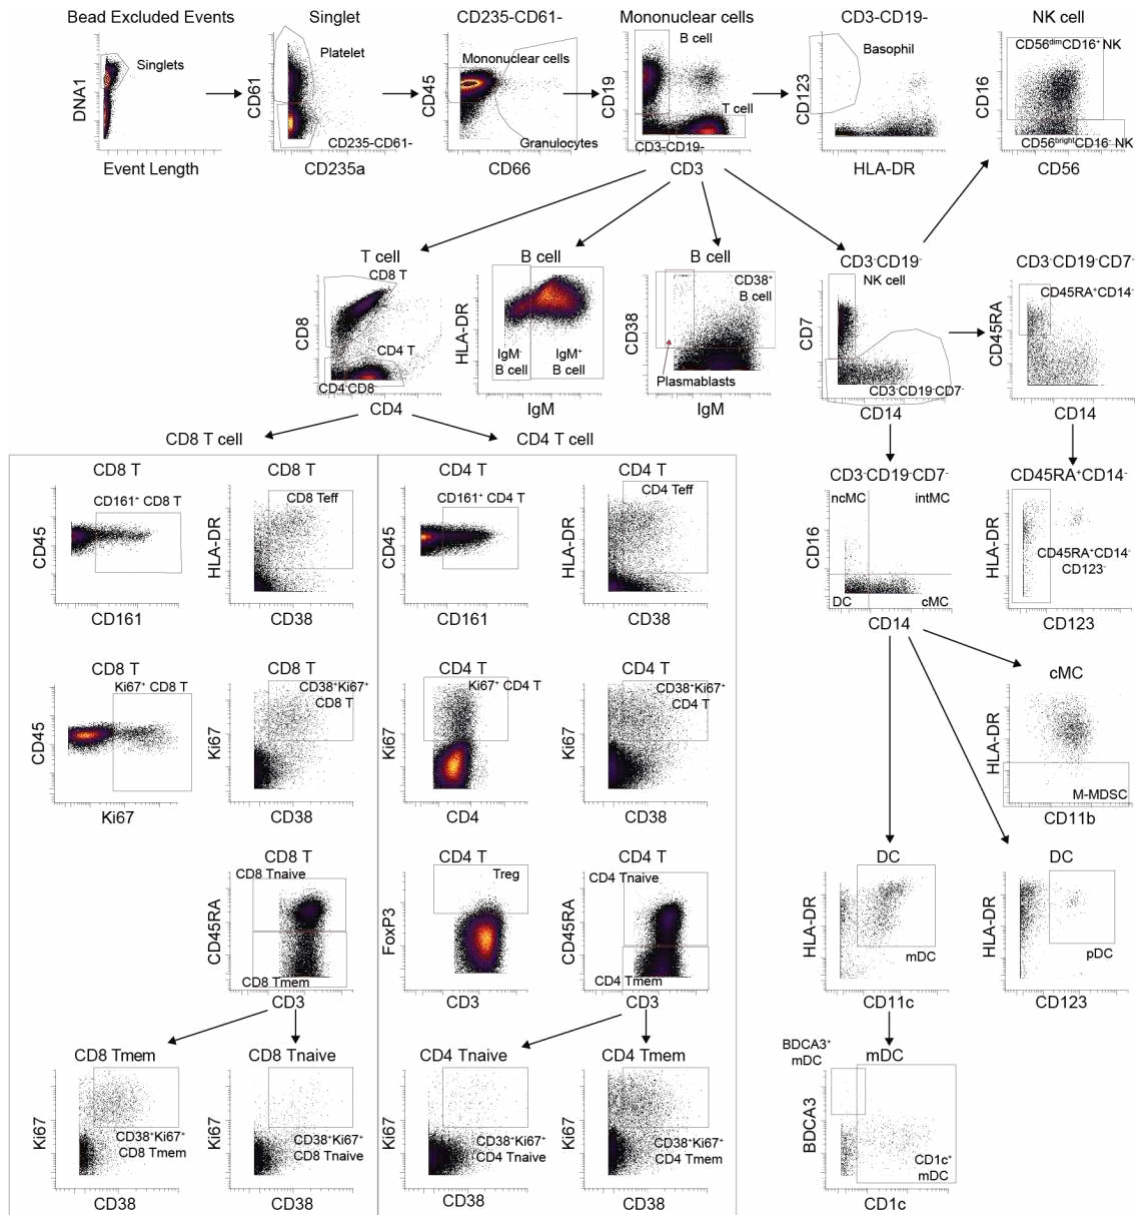 Bead Excluded Events
Singlet
CD235-CD61-
Mononuclear cells
CD3-CD19-
NK cell
DNA1
Singlets
Event Length
CD61
Platelet
CD235-CD61-
CD235a
CD45
Mononuclear cells
Granulocytes
CD66
CD19
B cell
T cell
CD3-CD19-
CD3
CD123
Basophil
HLA-DR
CD16
CD56dimCD16+ NK
CD56brightCD16- NK
CD56
T cell
CD8 T
CD8
CD4 T
CD4-CD8-
CD4
B cell
HLA-DR
IgM-
B cell
IgM+
B cell
IgM
B cell
CD38
CD38+
B cell
Plasmablasts
IgM
CD3-CD19-
NK cell
CD7
CD3-CD19-CD7-
CD14
CD3-CD19-CD7-
CD45RA+CD14-
CD45RA
CD14
CD8 T cell
CD4 T cell
CD8 T
CD161+ CD8 T
CD45
CD161
CD8 T
CD8 Teff
HLA-DR
CD38
CD4 T
CD161+ CD4 T
CD45
CD161
CD4 T
CD4 Teff
HLA-DR
CD38
CD3-CD19-CD7-
ncMC
intMC
CD16
DC
cMC
CD14
CD45RA+CD14-
HLA-DR
CD45RA+CD14-
CD123-
CD123
CD8 T
Ki67+ CD8 T
CD45
Ki67
CD8 T
CD38+Ki67+
CD8 T
Ki67
CD38
CD4 T
Ki67+ CD4 T
Ki67
CD4
CD4 T
CD38+Ki67+
CD4 T
Ki67
CD38
cMC
HLA-DR
M-MDSC
CD11b
CD8 T
CD8 Tnaive
CD45RA
CD8 Tmem
CD3
CD4 T
Treg
FoxP3
CD3
CD4 T
CD4 Tnaive
CD45RA
CD4 Tmem
CD3
DC
HLA-DR
mDC
CD11c
DC
HLA-DR
pDC
CD123
CD8 Tmem
Ki67
CD38+Ki67+
CD8 Tmem
CD38
CD8 Tnaive
Ki67
CD38+Ki67+
CD8 Tnaive
CD38
CD4 Tnaive
Ki67
CD38+Ki67+
CD4 Tnaive
CD38
CD4 Tmem
Ki67
CD38+Ki67+
CD4 Tmem
CD38
BDCA3+
mDC
mDC
BDCA3
CD1c+
mDC
CD1c